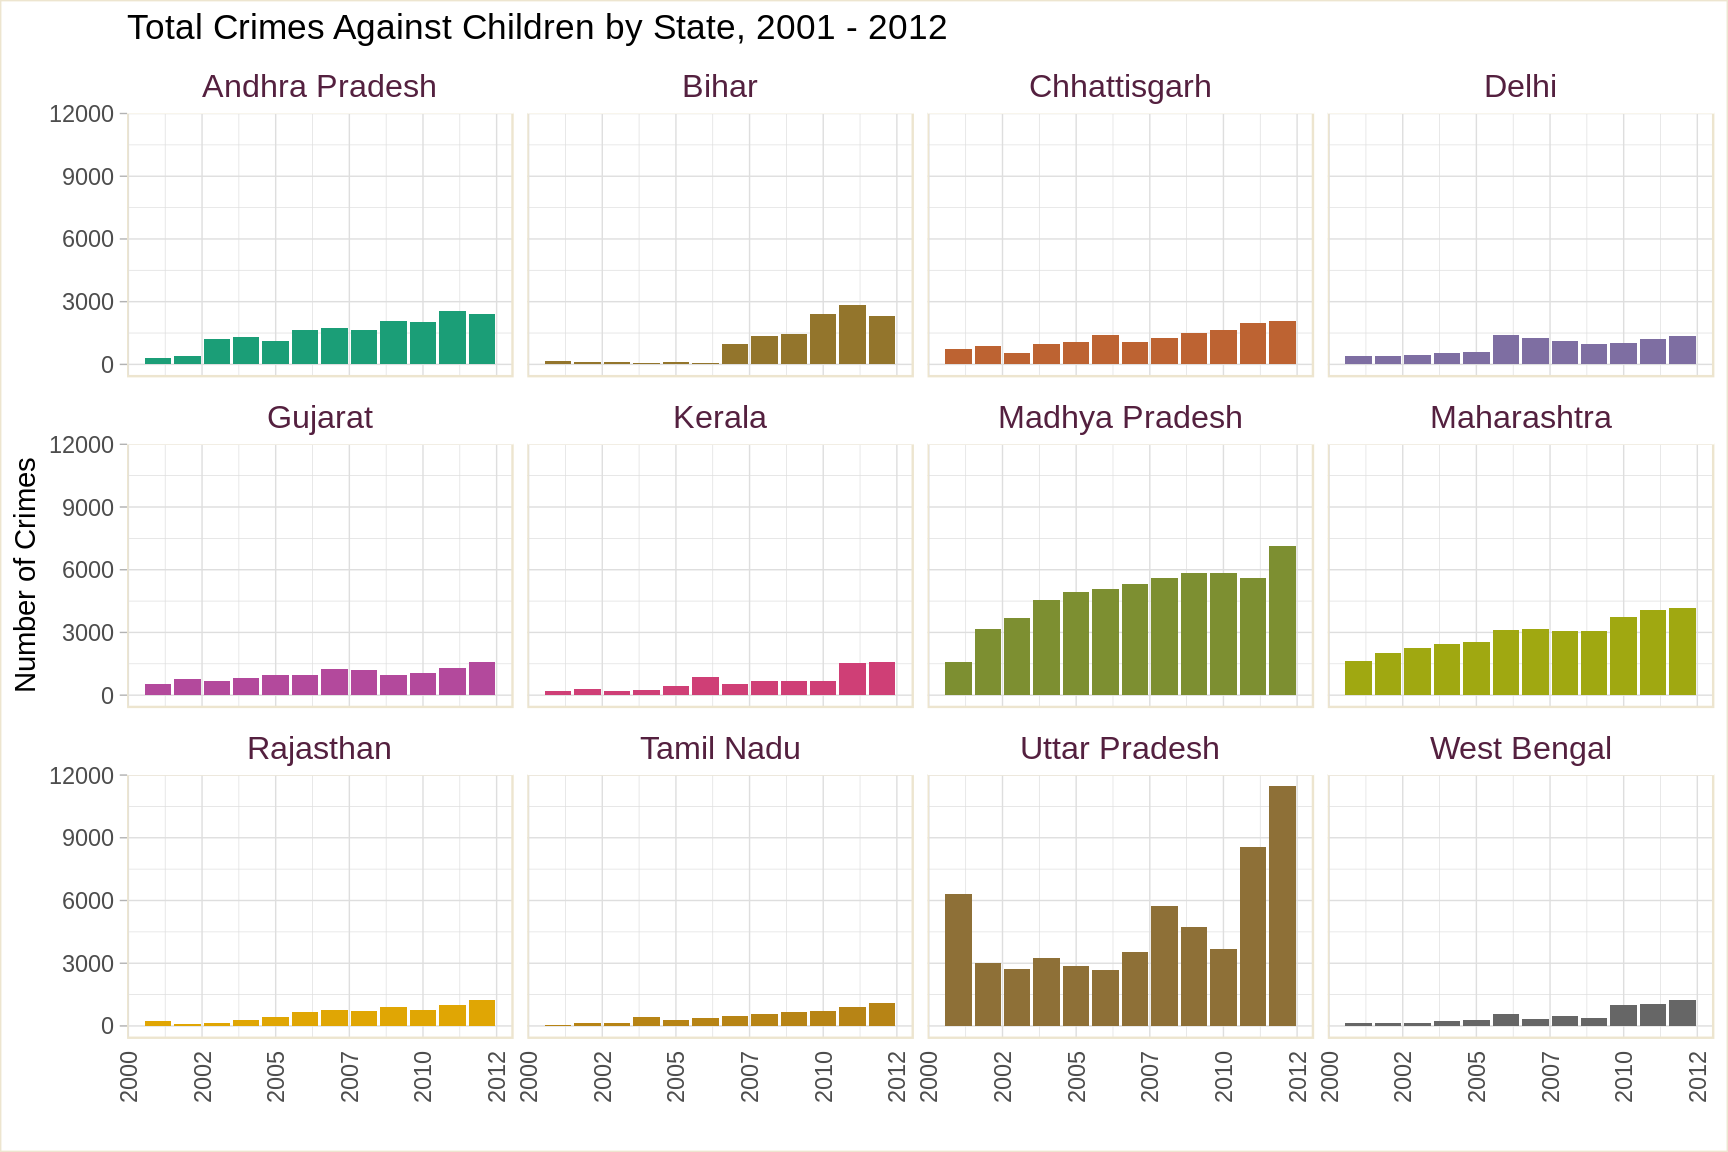 Total Crimes Against Children by State, 2001 - 2012
Andhra Pradesh
Bihar
Chhattisgarh
Delhi
12000
9000
6000
3000
0
Gujarat
Kerala
Madhya Pradesh
Maharashtra
12000
9000
6000
3000
0
Number of Crimes
Rajasthan
Tamil Nadu
Uttar Pradesh
West Bengal
12000
9000
6000
3000
0
2000
2002
2005
2007
2010
2012
2000
2002
2005
2007
2010
2012
2000
2002
2005
2007
2010
2012
2000
2002
2005
2007
2010
2012